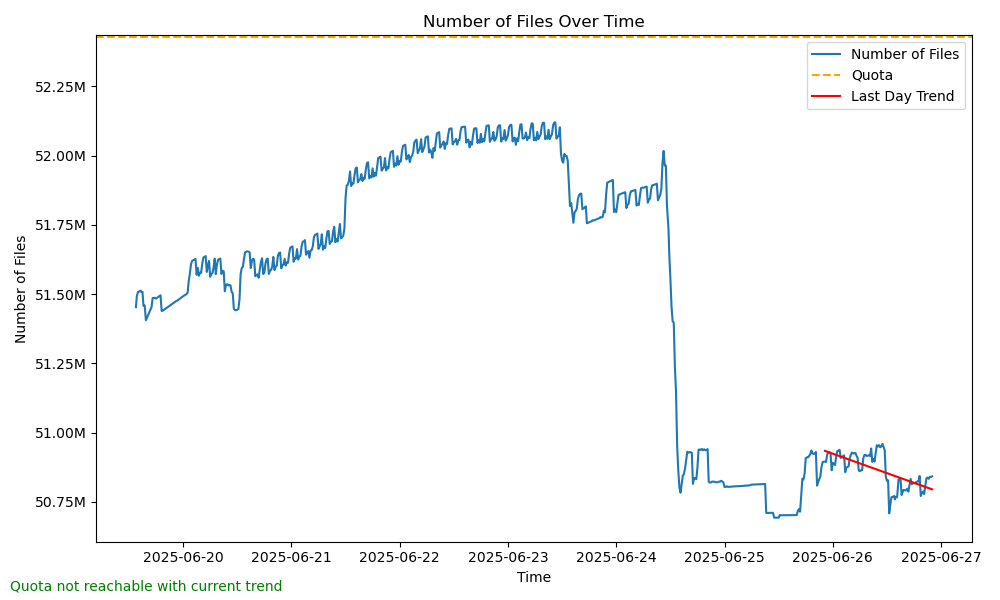 Number of Files Over Time
Number of Files
Quota
Last Day Trend
52.25M
52.00M
51.75M
51.50M
51.25M
51.00M
50.75M
Number of Files
2025-06-20
2025-06-21
2025-06-22
2025-06-23
2025-06-24
2025-06-25
2025-06-26
2025-06-27
Time
Quota not reachable with current trend